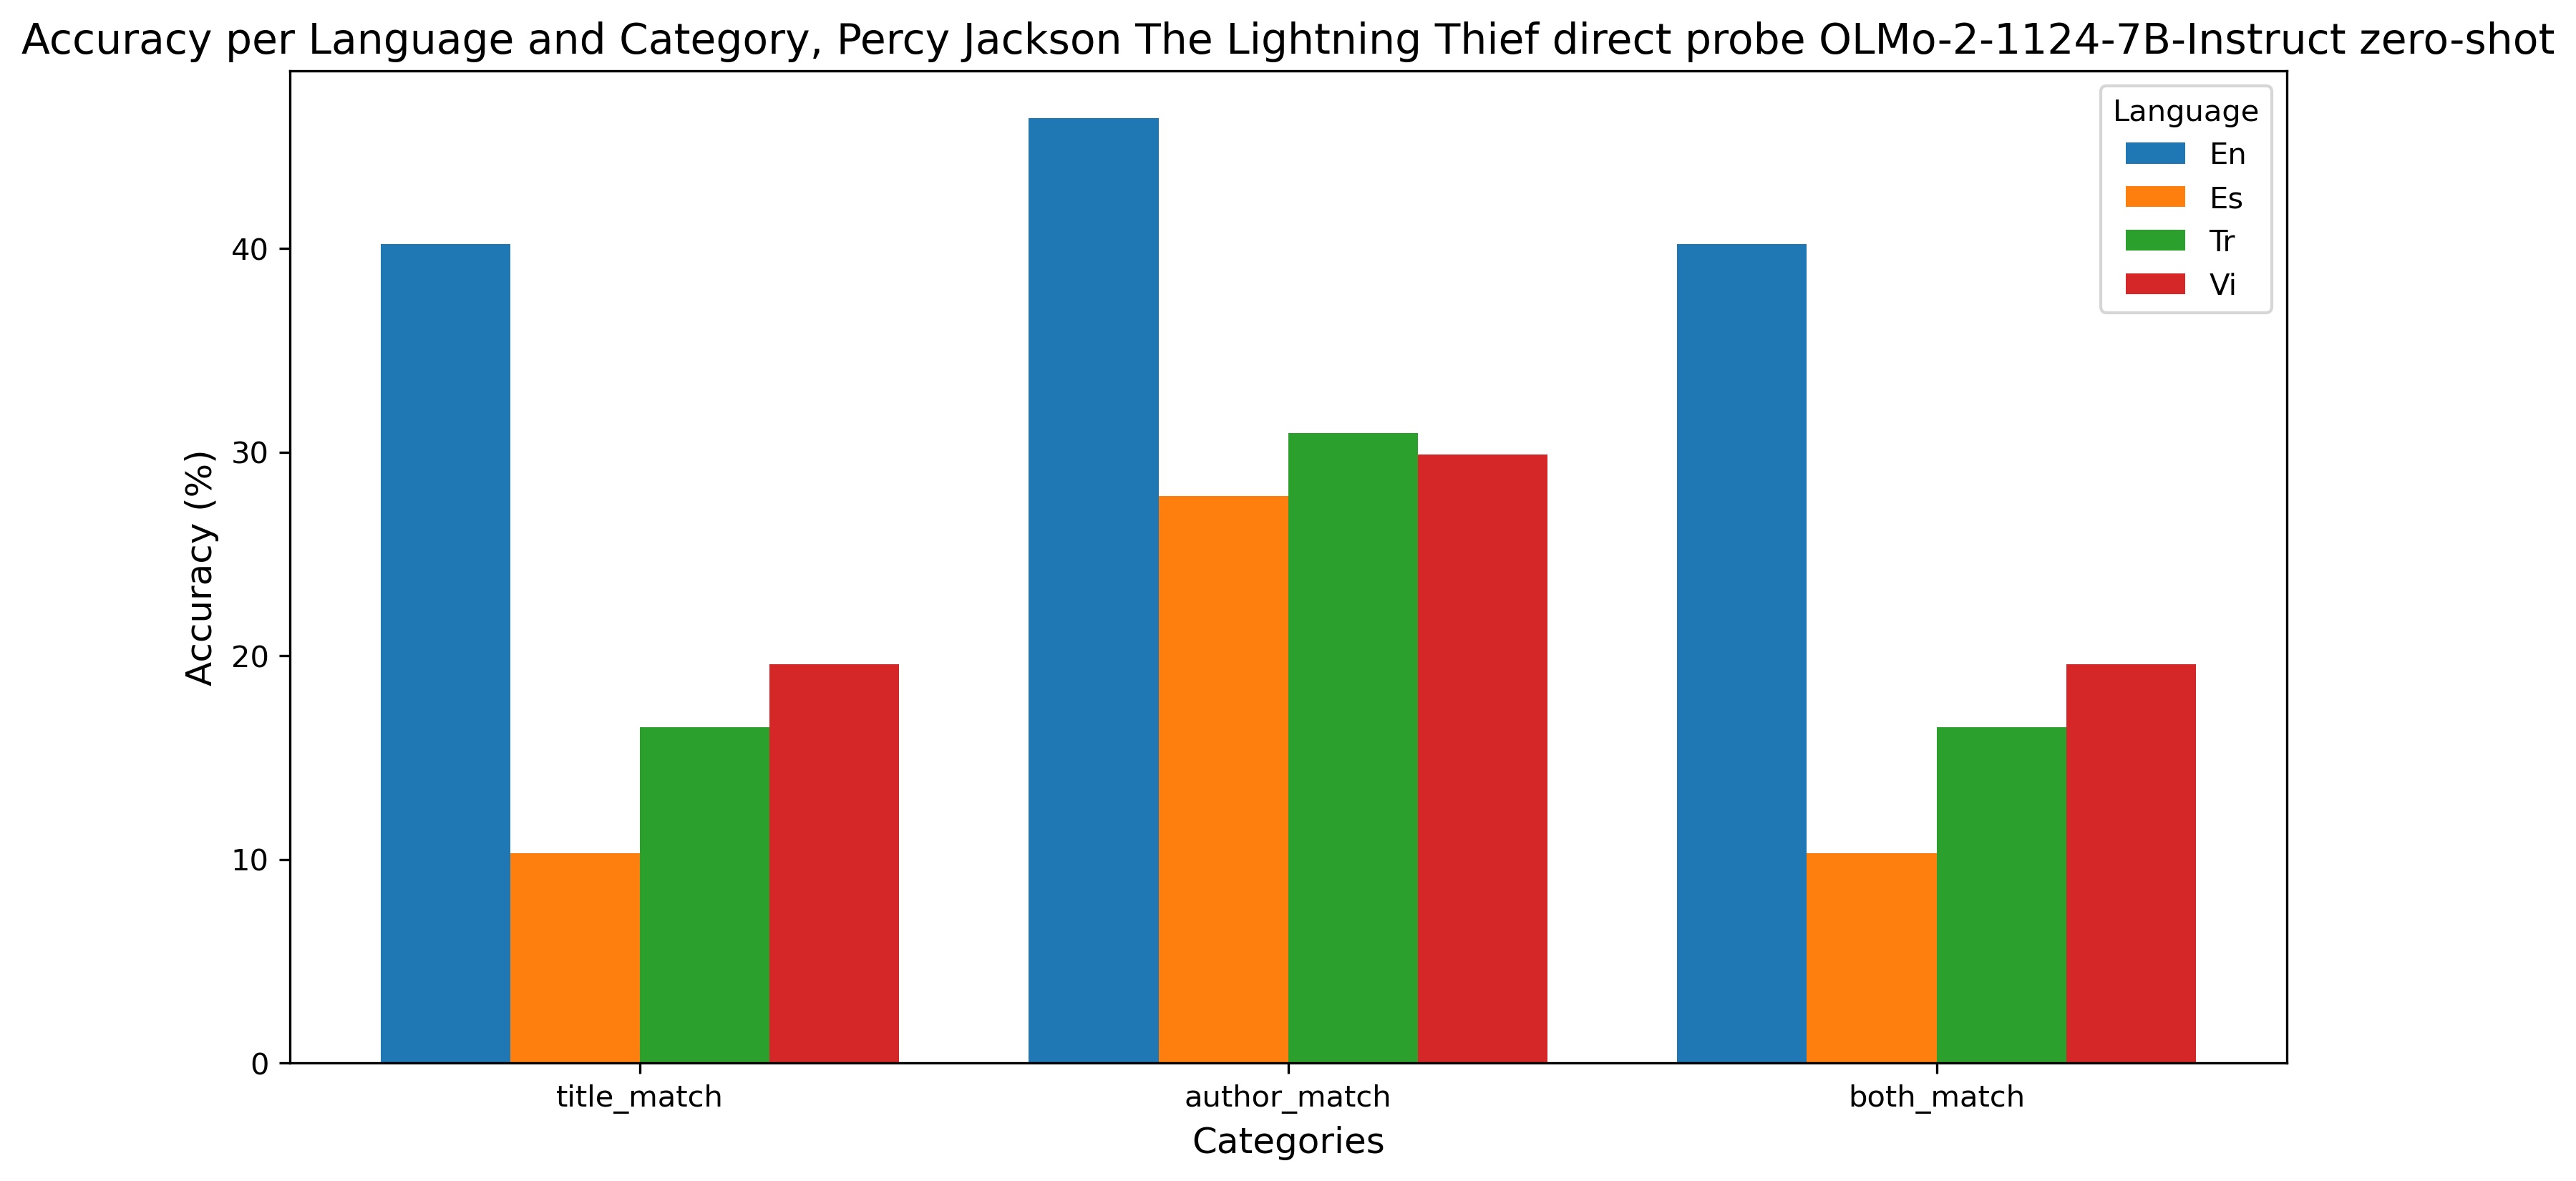 Accuracy per Language and Category, Percy Jackson The Lightning Thief direct probe OLMo-2-1124-7B-Instruct zero-shot
Language
En
Es
Tr
Vi
Accuracy (%)
40
30
20
10
0
title_match
author_match
both_match
Categories